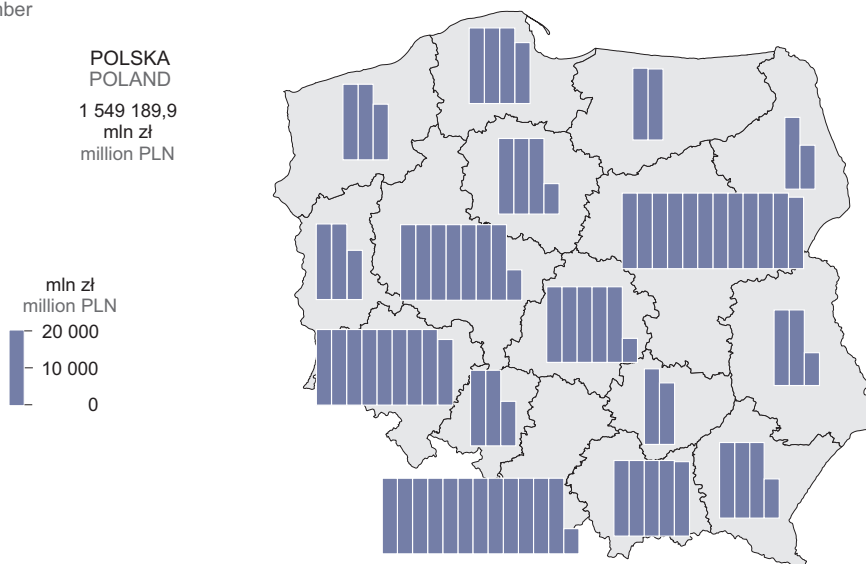 POLSKA
POLAND
1 549 189,9
mln zł
million PLN
mln zł
million PLN
20 000
10 000
0